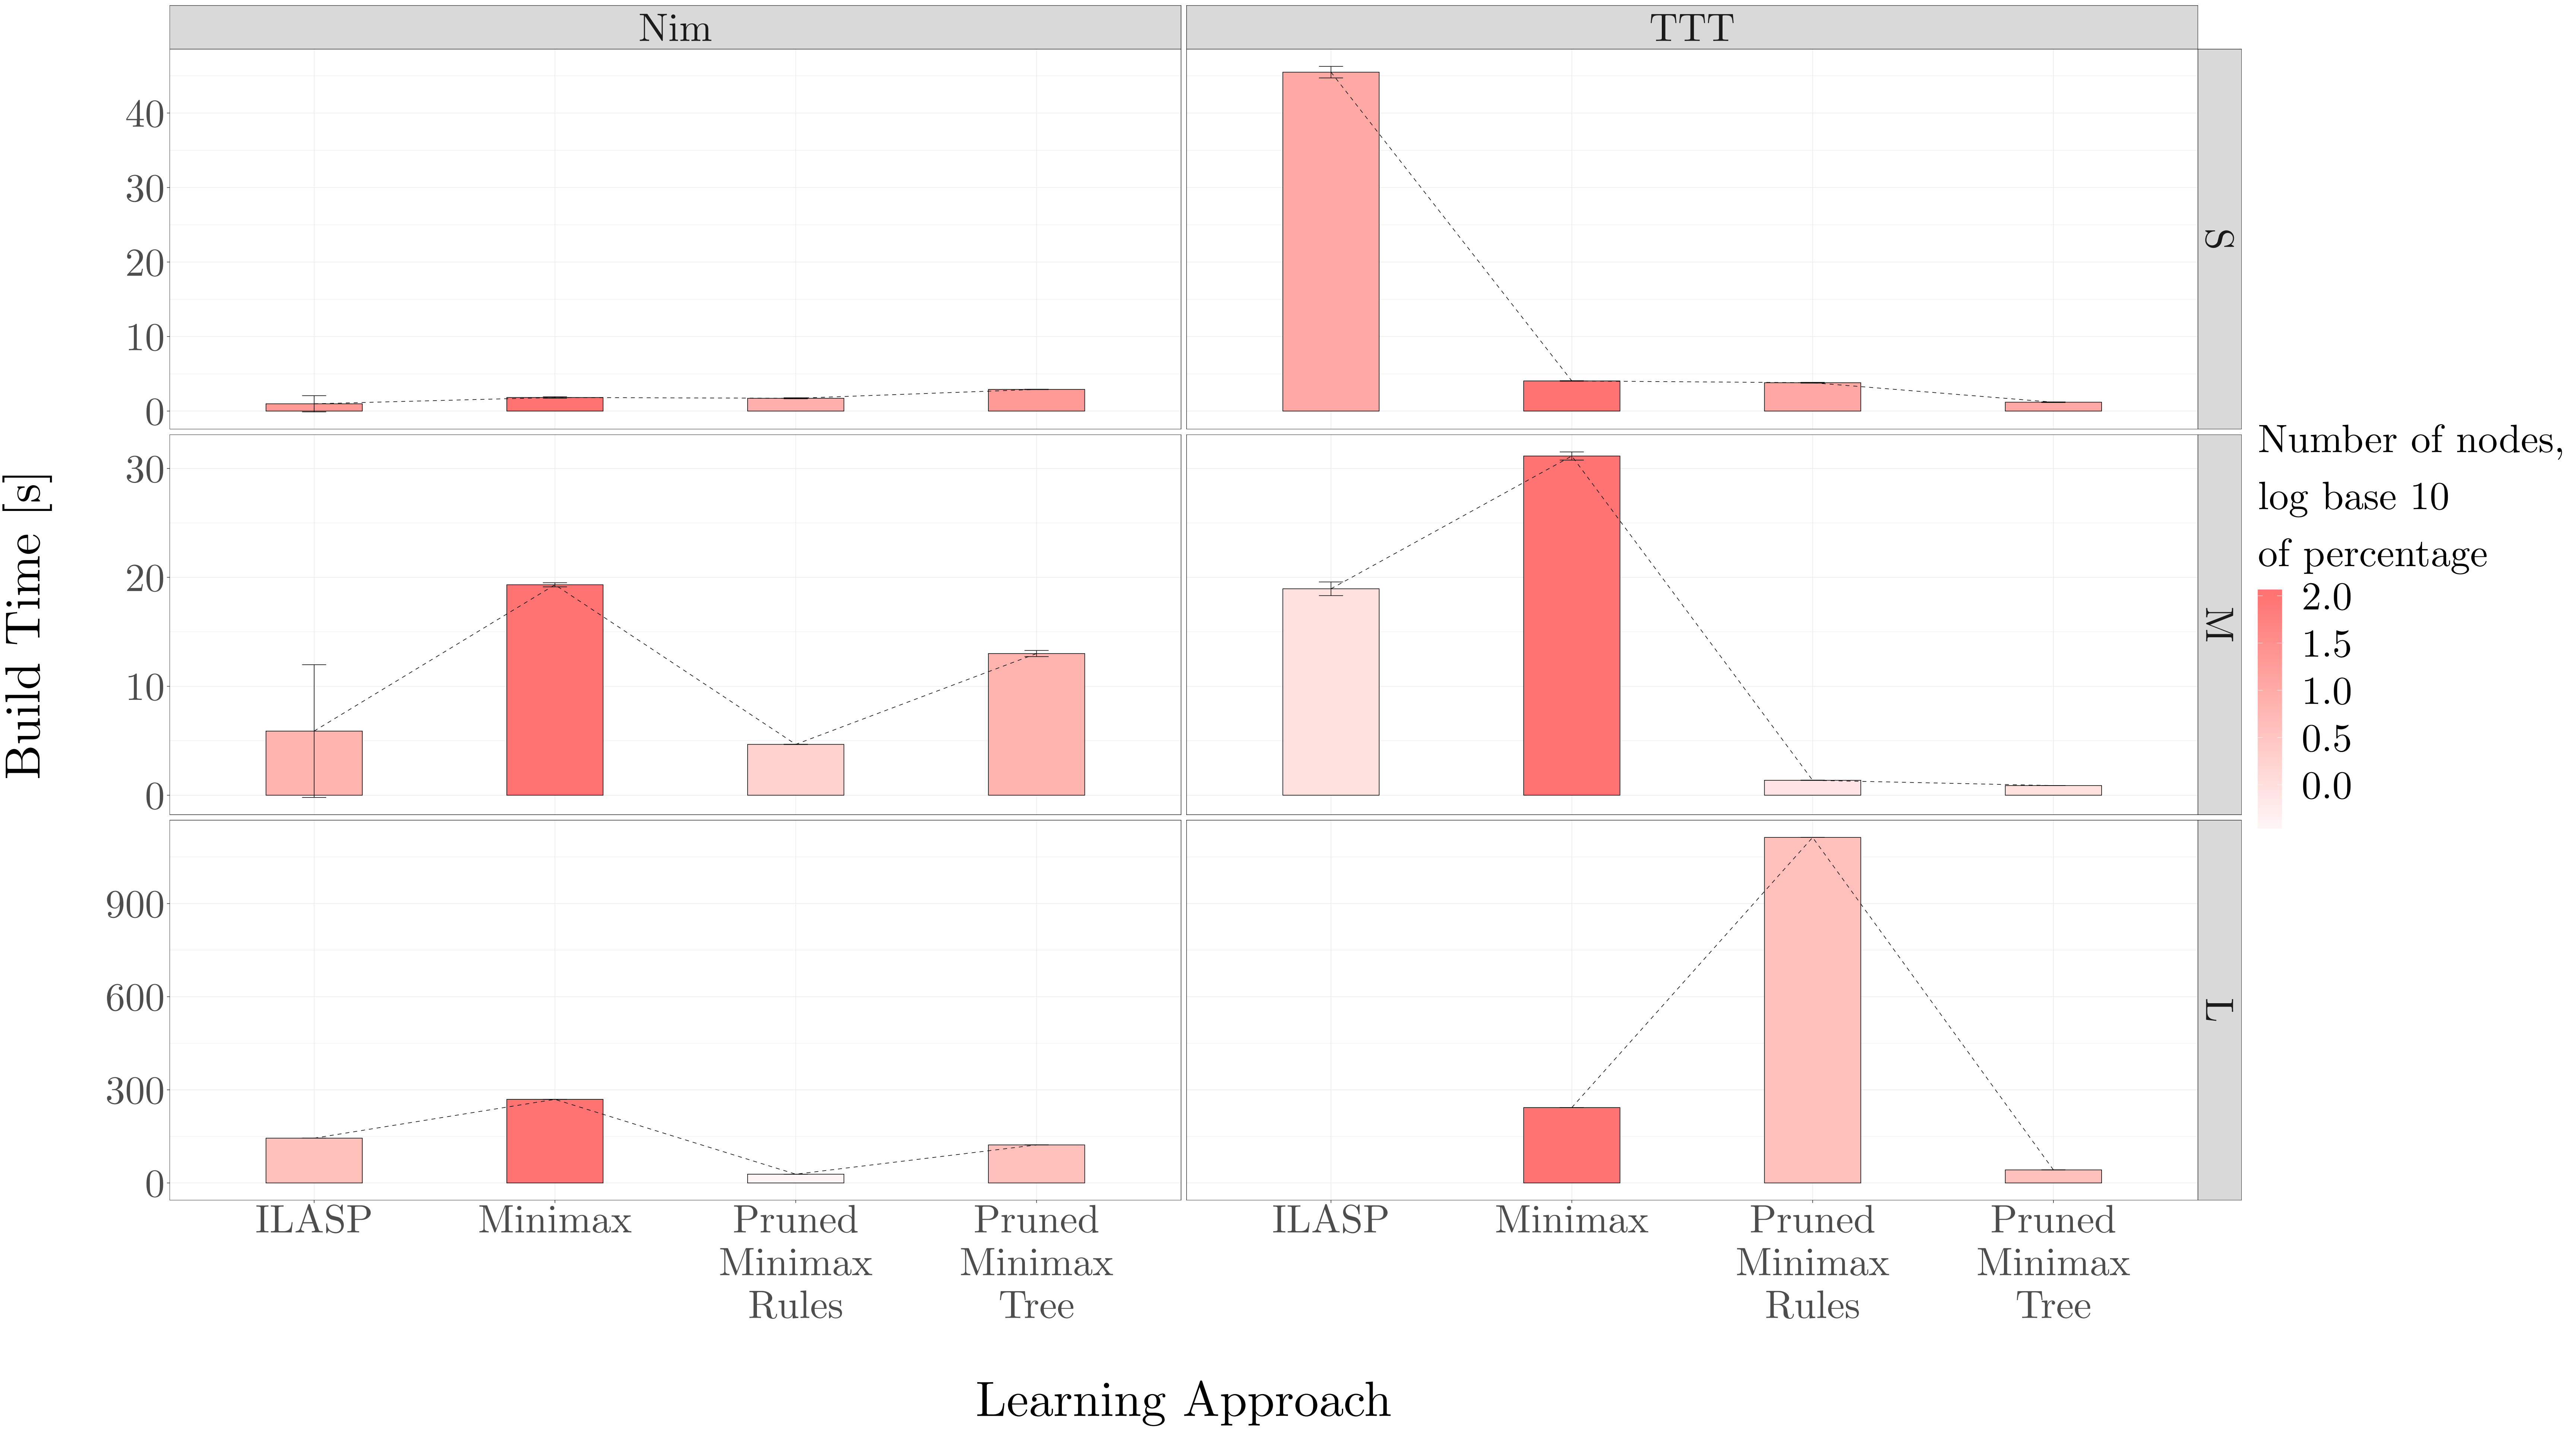 Nim
TTT
40
30
20
10
0
S
30
20
10
0
M
900
600
300
0
L
Build Time [s]
ILASP
Minimax
Pruned
Minimax
Rules
Pruned
Minimax
Tree
ILASP
Minimax
Pruned
Minimax
Rules
Pruned
Minimax
Tree
Learning Approach
Number of nodes,
log base 10
of percentage
2.0
1.5
1.0
0.5
0.0